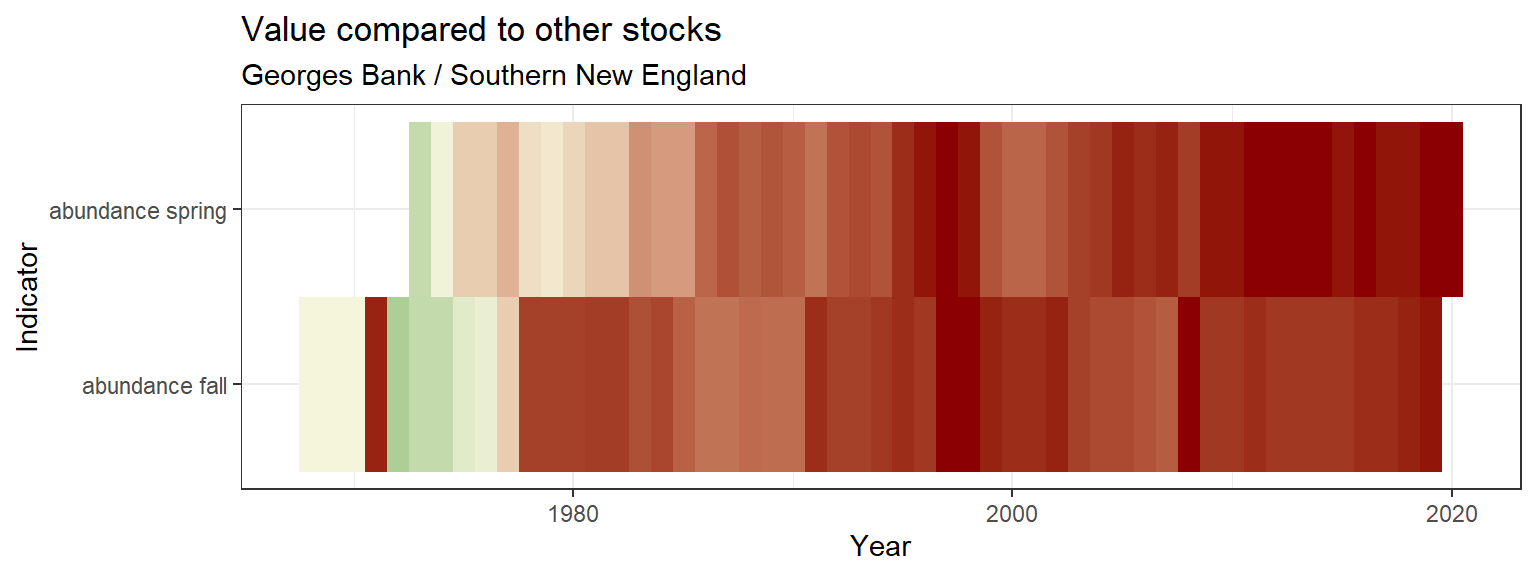 Value compared to other stocks
Georges Bank / Southern New England
Indicator
abundance spring
abundance fall
1980
2000
2020
Year